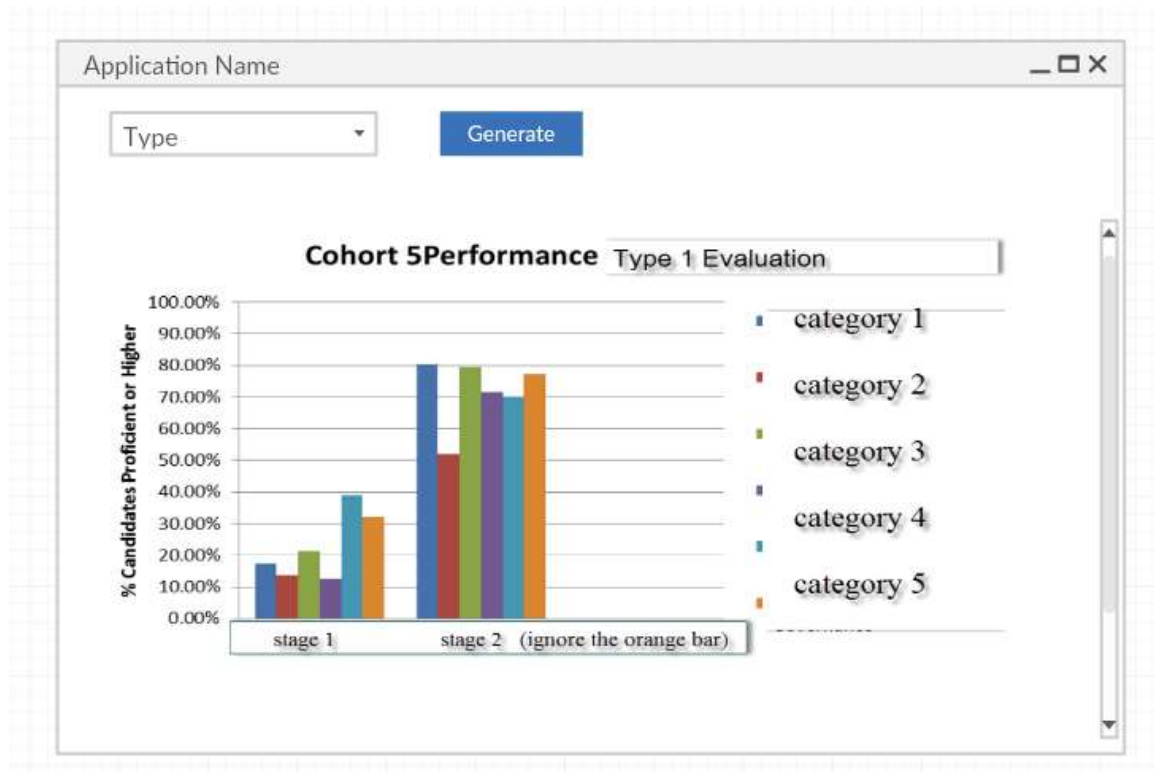 Application Name
Type
Generate
Cohort 5Performance Type 1 Evaluation
% Candidates Proficient or Higher
100.00%
90.00%
80.00%
70.00%
60.00%
50.00%
40.00%
30.00%
20.00%
10.00%
0.00%
stage 1
stage 2 (ignore the orange bar)
category 1
category 2
category 3
category 4
category 5